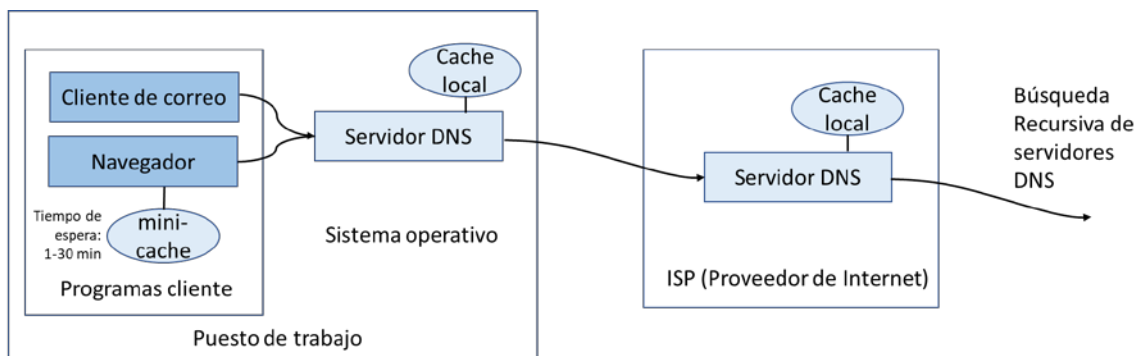 Cliente de correo
Navegador
Tiempo de
espera:
1-30 min
mini-
cache
Programas cliente
Cache
local
Servidor DNS
Sistema operativo
Puesto de trabajo
Cache
local
Servidor DNS
ISP (Proveedor de Internet)
Búsqueda
Recursiva de
servidores
DNS